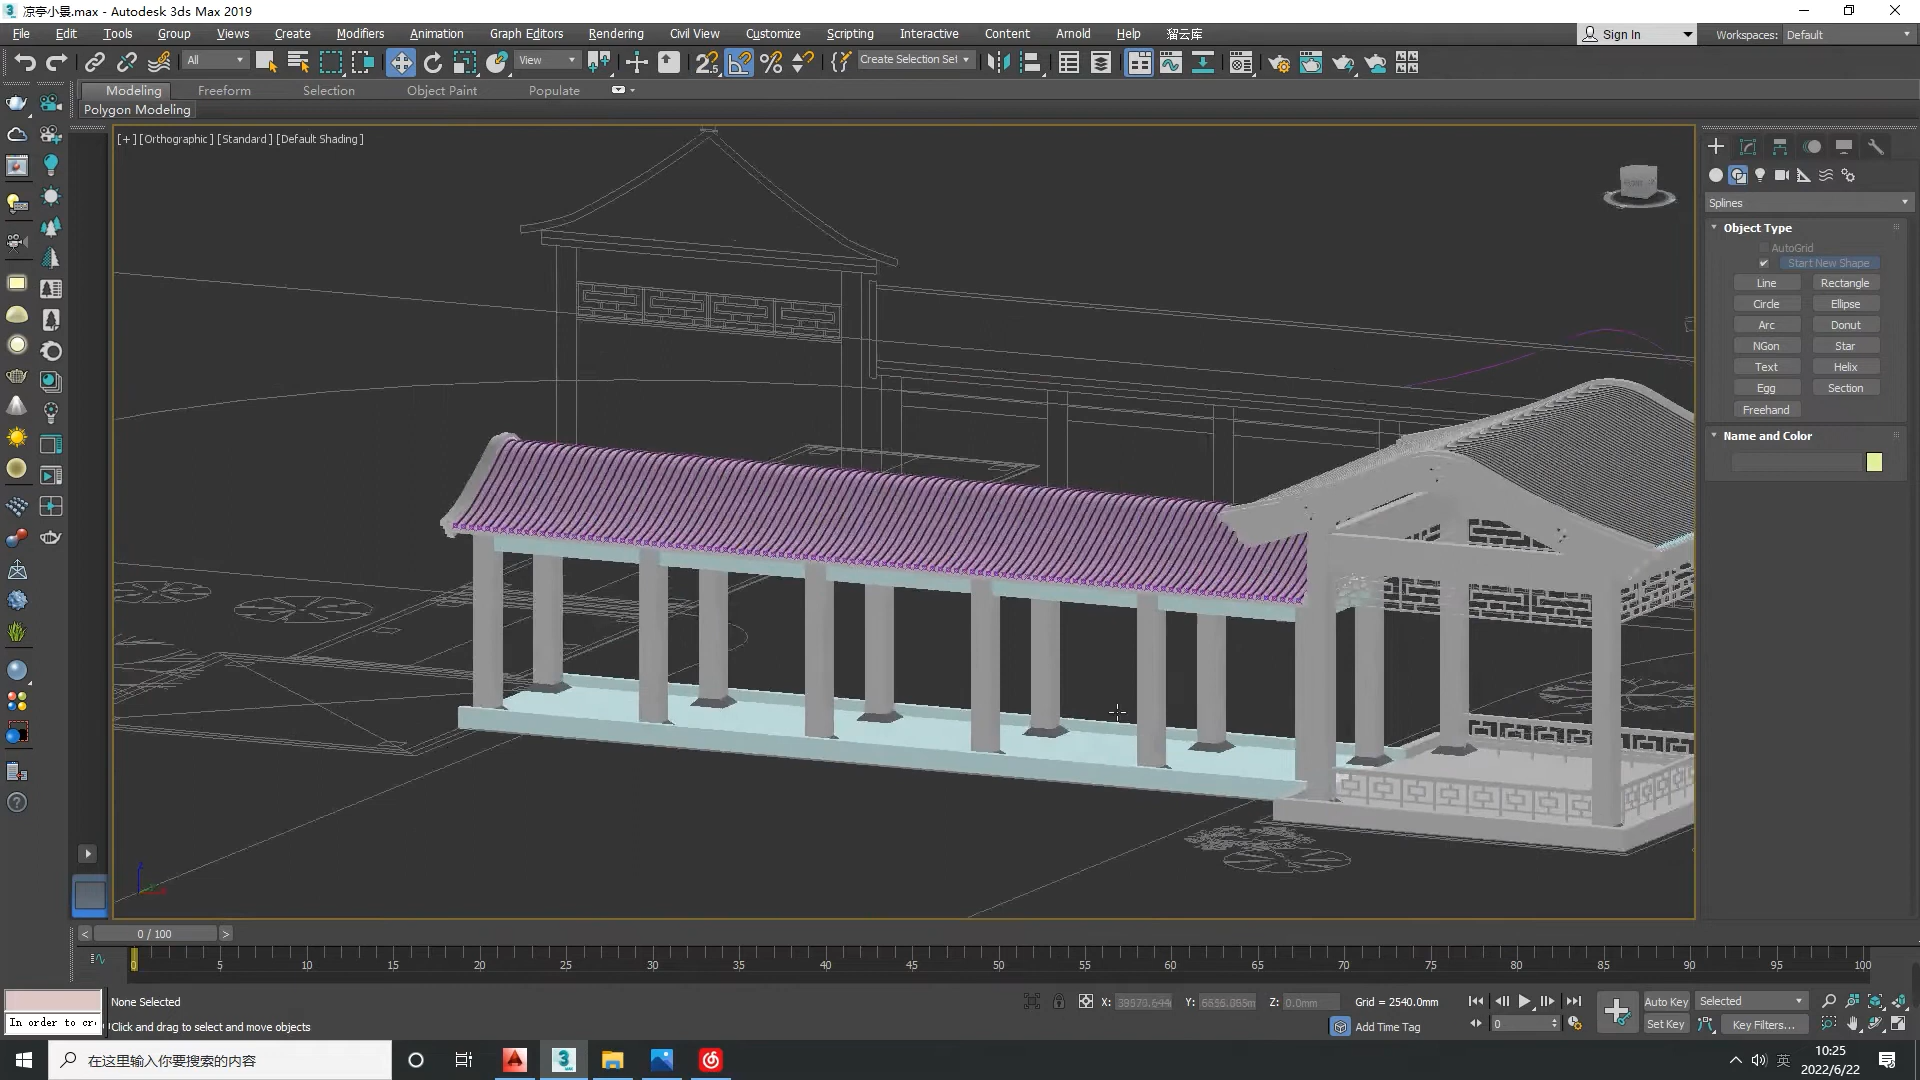 凉亭小景.max - Autodesk 3ds Max 2019
File Edit Tools Group Views Create Modifiers Animation Graph Editors Rendering Civil View Customize Scripting Interactive Content Arnold Help 溜云库
Sign In
Workspaces: Default
All
View
Create Selection Set
Modeling Freeform Selection Object Paint Populate
Polygon Modeling
[+] [Orthographic] [Standard] [Default Shading]
Splines
Object Type
AutoGrid
Start New Shape
Line Rectangle
Circle Ellipse
Arc Donut
NGon Star
Text Helix
Egg Section
Freehand
Name and Color
< 0 / 100 >
0 5 10 15 20 25 30 35 40 45 50 55 60 65 70 75 80 85 90 95 100
None Selected
X: Y: Z: 0.0mm Grid = 2540.0mm
Auto Key Selected
In order to cr
Click and drag to select and move objects
Add Time Tag
0
Set Key Key Filters...
在这里输入你要搜索的内容
英
10:25
2022/6/22